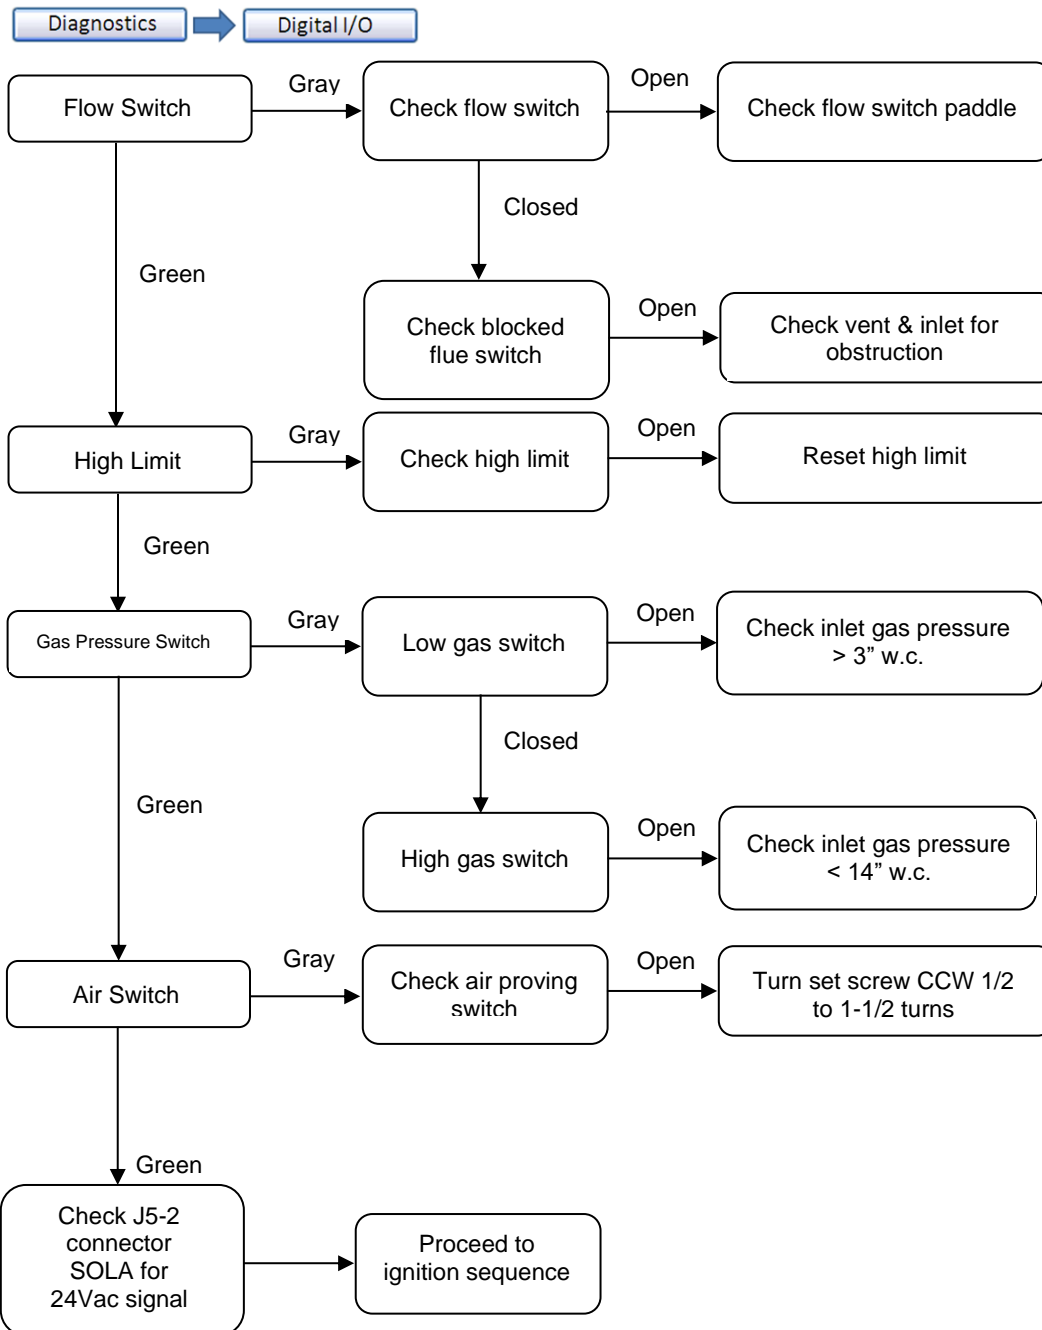 Diagnostics
Digital I/O
Flow Switch
Gray
Check flow switch
Open
Check flow switch paddle
Closed
Green
Check blocked
flue switch
Open
Check vent & inlet for
obstruction
High Limit
Gray
Check high limit
Open
Reset high limit
Green
Gas Pressure Switch
Gray
Low gas switch
Open
Check inlet gas pressure
> 3” w.c.
Closed
Green
High gas switch
Open
Check inlet gas pressure
< 14” w.c.
Air Switch
Gray
Check air proving
switch
Open
Turn set screw CCW 1/2
to 1-1/2 turns
Green
Check J5-2
connector
SOLA for
24Vac signal
Proceed to
ignition sequence